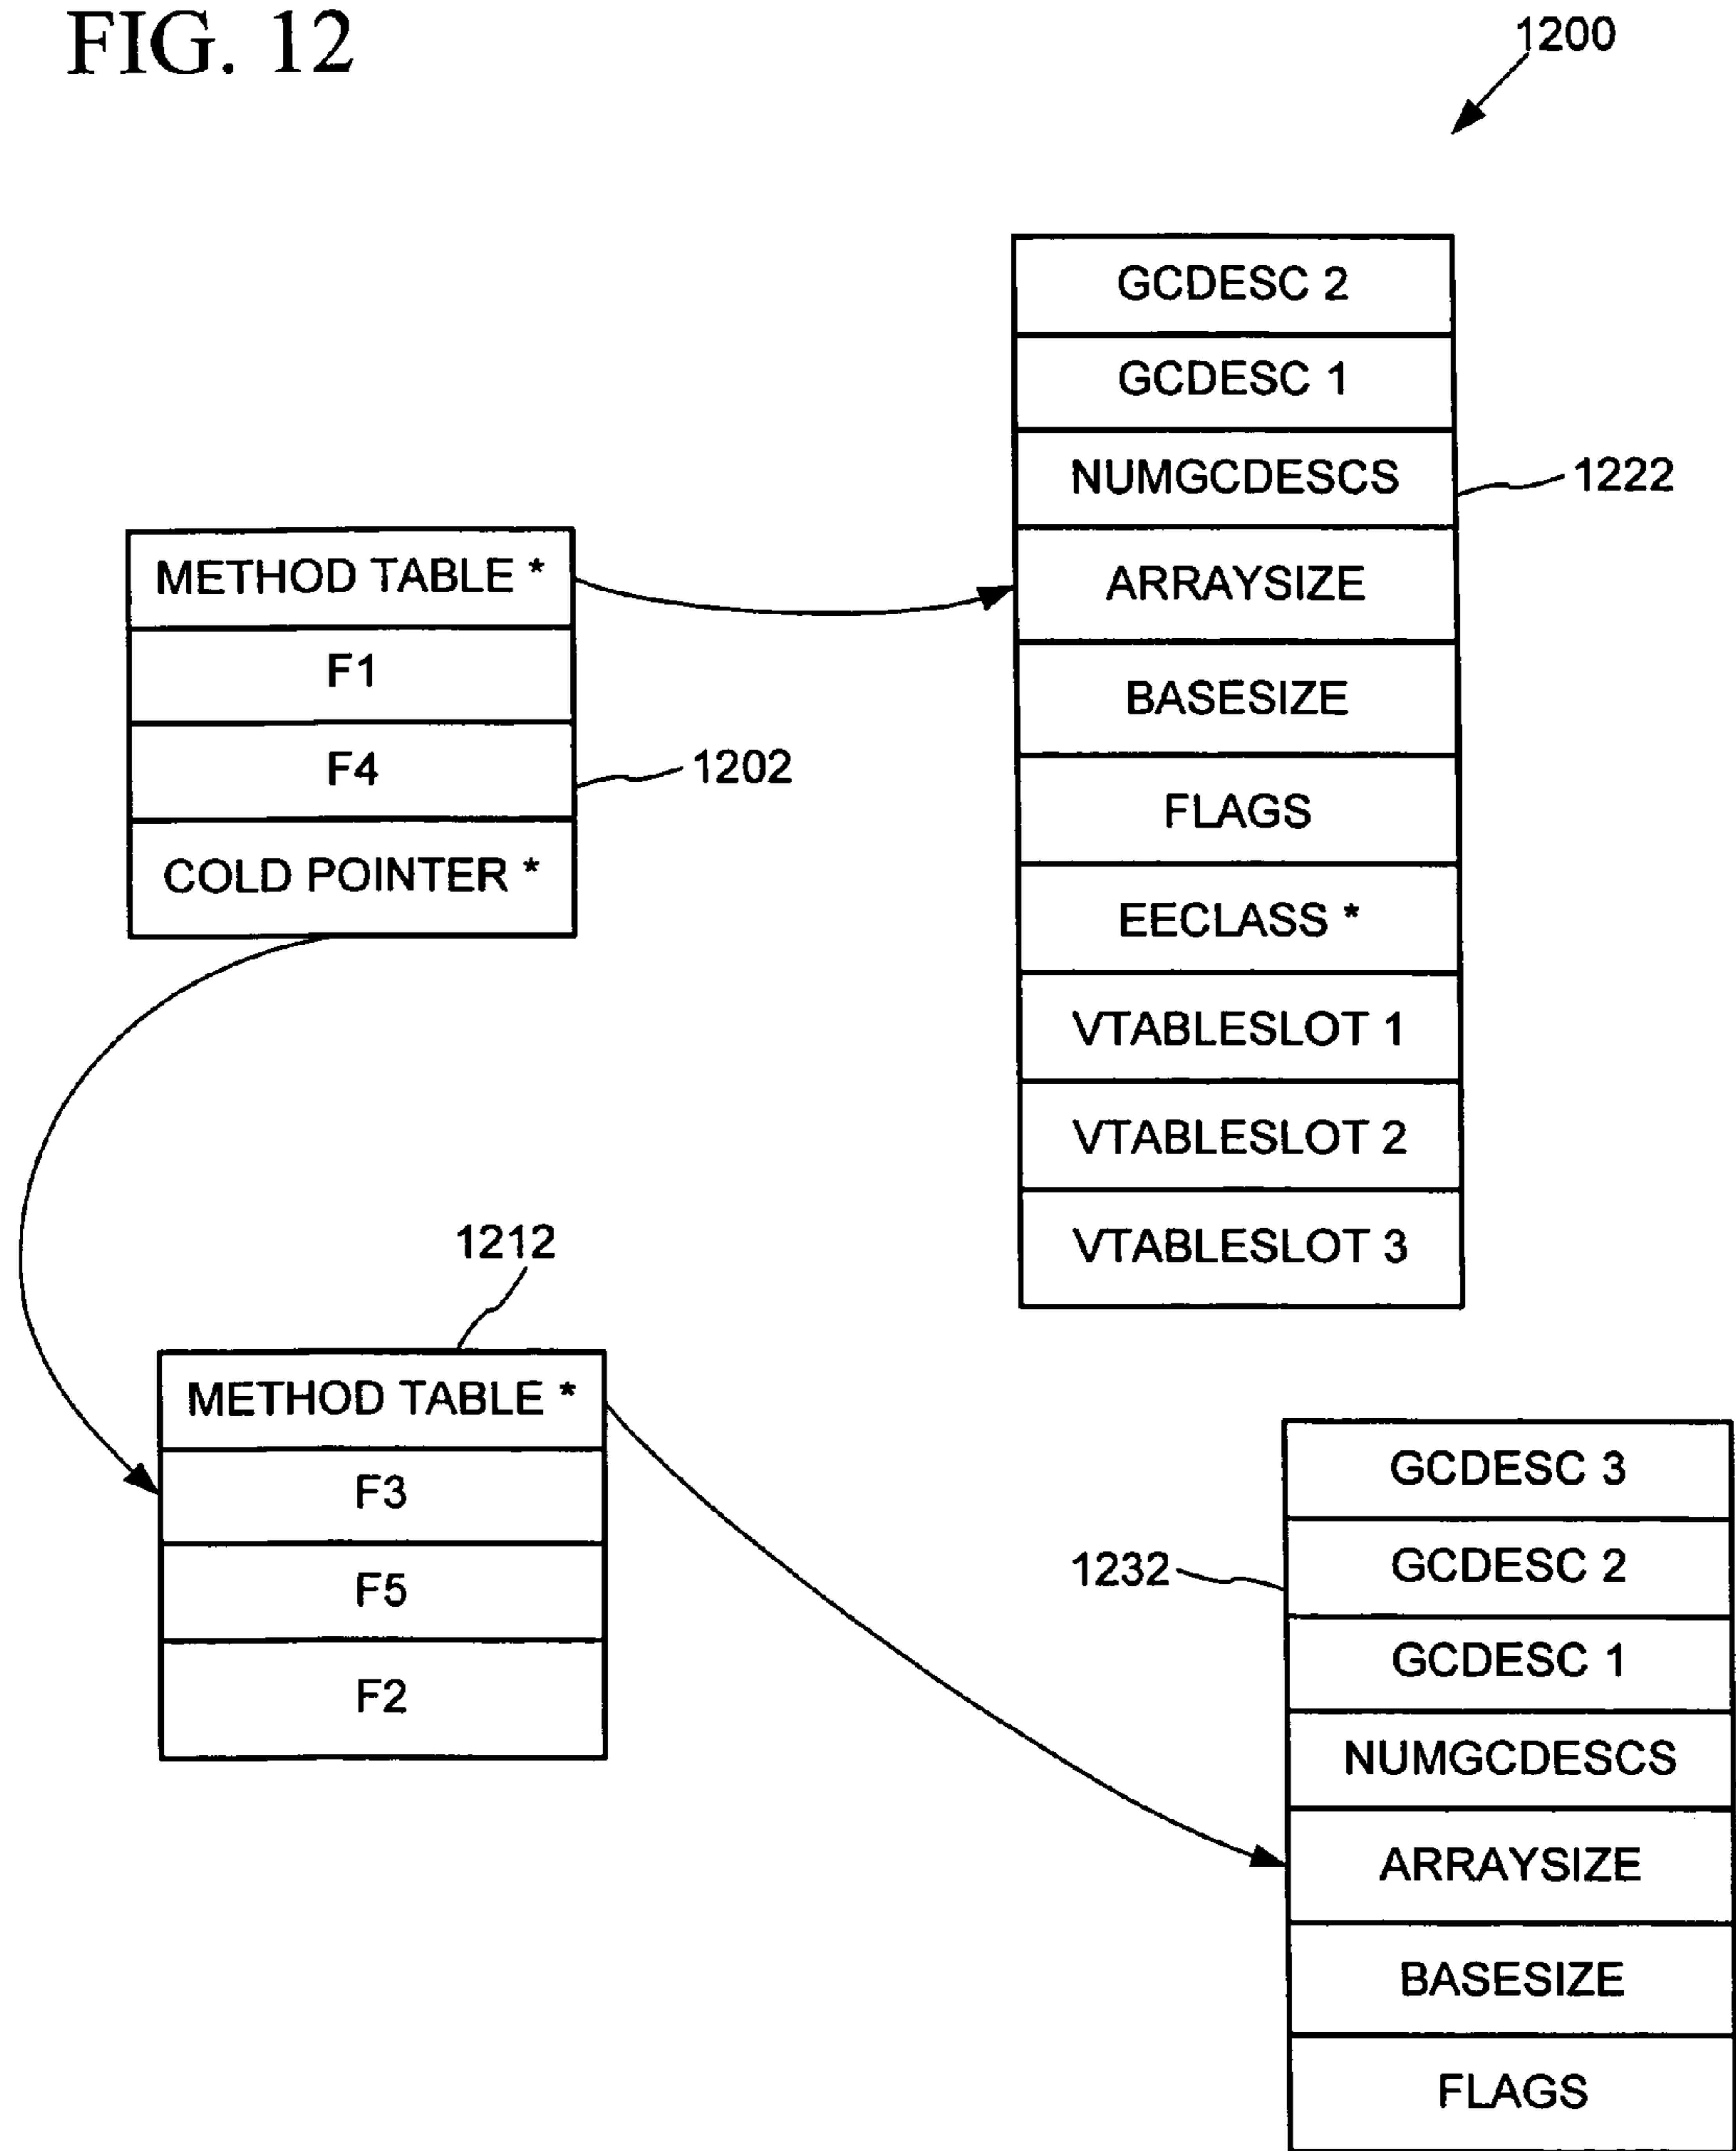 FIG. 12
1200
GCDESC 2
GCDESC 1
NUMGCDESCS
1222
ARRAYSIZE
BASESIZE
FLAGS
EECLASS *
VTABLESLOT 1
VTABLESLOT 2
VTABLESLOT 3
METHOD TABLE *
F1
F4
1202
COLD POINTER *
1212
METHOD TABLE *
F3
F5
F2
1232
GCDESC 3
GCDESC 2
GCDESC 1
NUMGCDESCS
ARRAYSIZE
BASESIZE
FLAGS